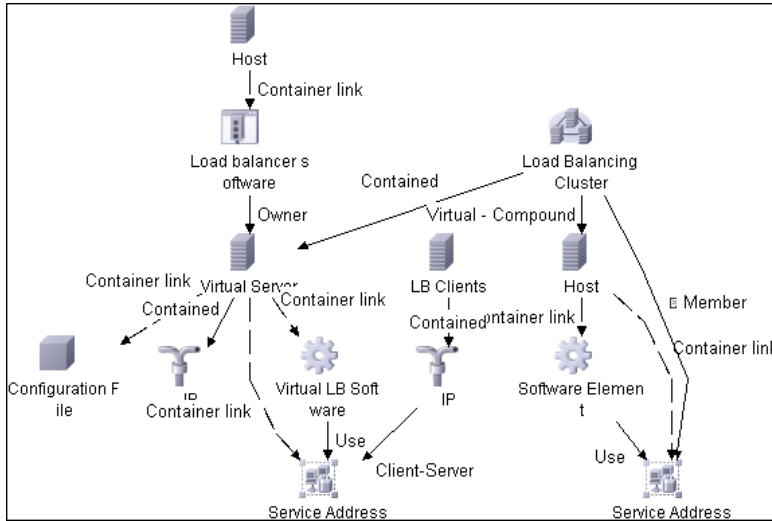 Host
Container link
Load balancer s
oftware
Load Balancing
Cluster
Contained
Owner
Virtual - Compound
Container link
Virtual Server
LB Clients
Host
Contained
Container link
Contained
ontainer link
Member
Container link
Configuration F
ile
IP
Container link
Virtual LB Soft
ware
IP
Software Elemen
t
Use
Client-Server
Use
Service Address
Service Address